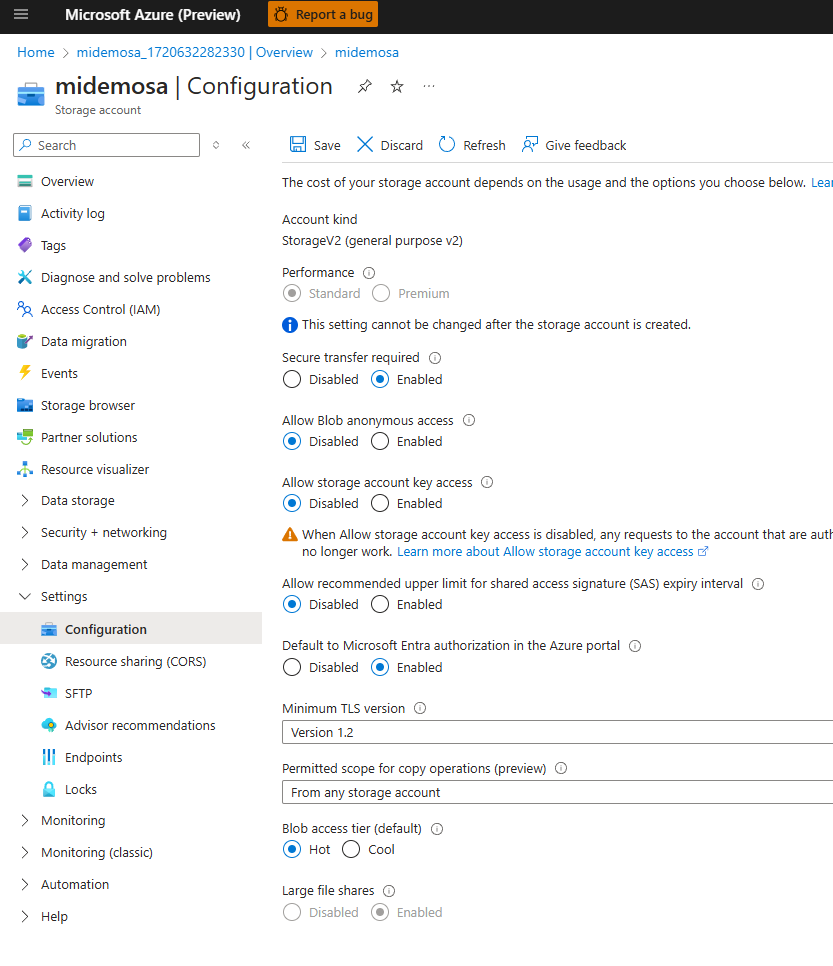 Microsoft Azure (Preview)
Report a bug
Home > midemosa_1720632282330 | Overview > midemosa
midemosa | Configuration
Storage account
Search
Overview
Activity log
Tags
Diagnose and solve problems
Access Control (IAM)
Data migration
Events
Storage browser
Partner solutions
Resource visualizer
Data storage
Security + networking
Data management
Settings
Configuration
Resource sharing (CORS)
SFTP
Advisor recommendations
Endpoints
Locks
Monitoring
Monitoring (classic)
Automation
Help
Save Discard Refresh Give feedback
The cost of your storage account depends on the usage and the options you choose below. Lear
Account kind
StorageV2 (general purpose v2)
Performance
Standard Premium
This setting cannot be changed after the storage account is created.
Secure transfer required
Disabled Enabled
Allow Blob anonymous access
Disabled Enabled
Allow storage account key access
Disabled Enabled
When Allow storage account key access is disabled, any requests to the account that are auth
no longer work. Learn more about Allow storage account key access
Allow recommended upper limit for shared access signature (SAS) expiry interval
Disabled Enabled
Default to Microsoft Entra authorization in the Azure portal
Disabled Enabled
Minimum TLS version
Version 1.2
Permitted scope for copy operations (preview)
From any storage account
Blob access tier (default)
Hot Cool
Large file shares
Disabled Enabled